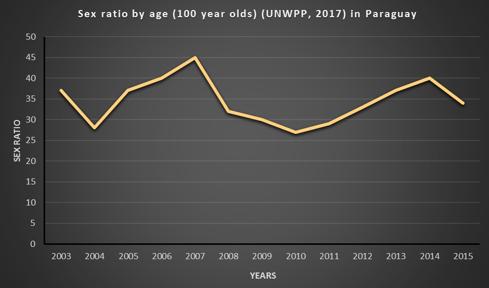 Sex ratio by age (100 year olds) (UNWPP, 2017) in Paraguay
50
45
40
35
30
25
20
15
10
5
0
SEX RATIO
2003 2004 2005 2006 2007 2008 2009 2010 2011 2012 2013 2014 2015
YEARS